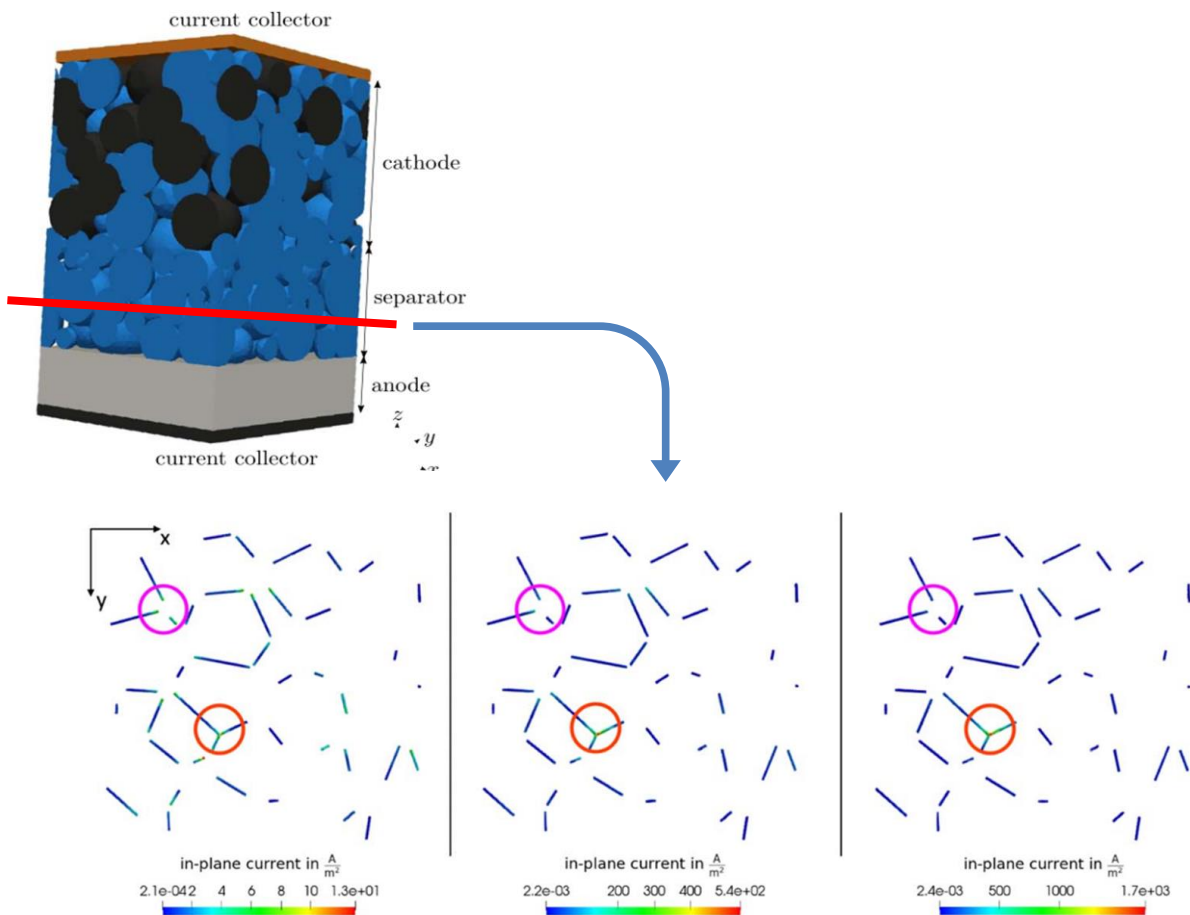 current collector
cathode
separator
anode
z
y
x
current collector
x
y
in-plane current in A/m²
in-plane current in A/m²
in-plane current in A/m²
2.1e-04 2 4 6 8 10 1.3e+01
2.2e-03 200 300 400 5.4e+02
2.4e-03 500 1000 1.7e+03